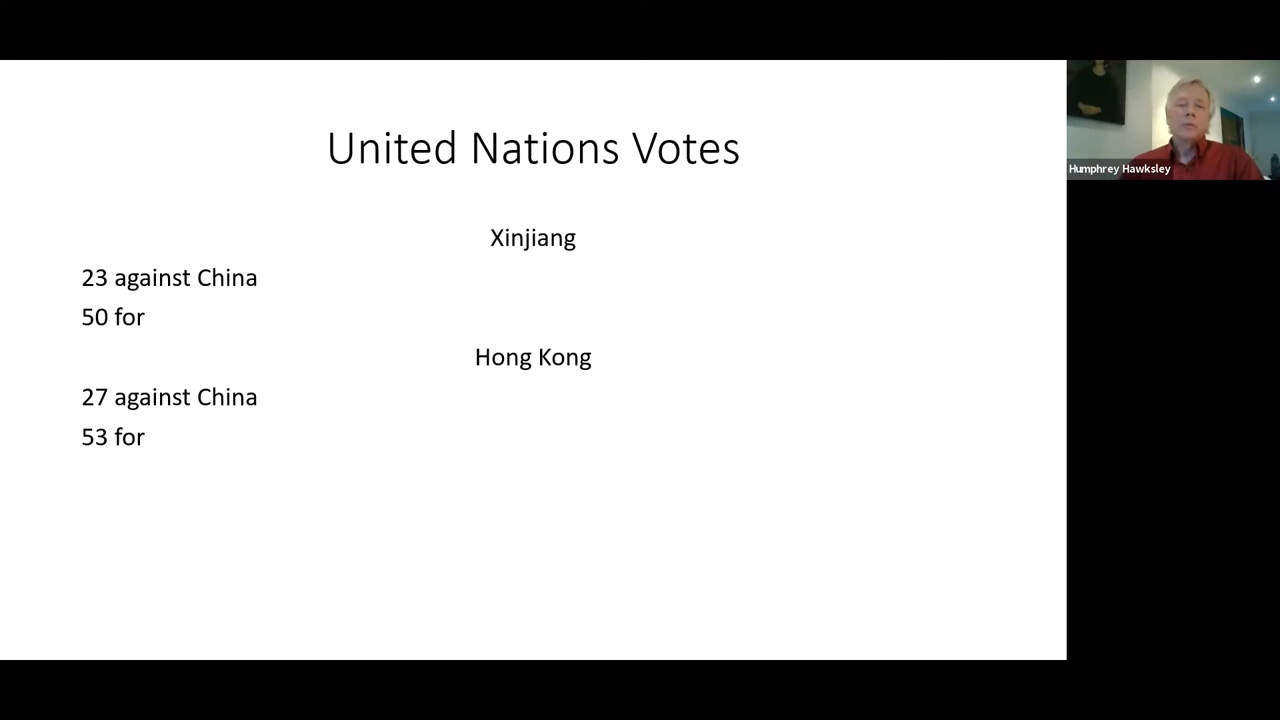 United Nations Votes
Xinjiang
23 against China
50 for
Hong Kong
27 against China
53 for
Humphrey Hawksley